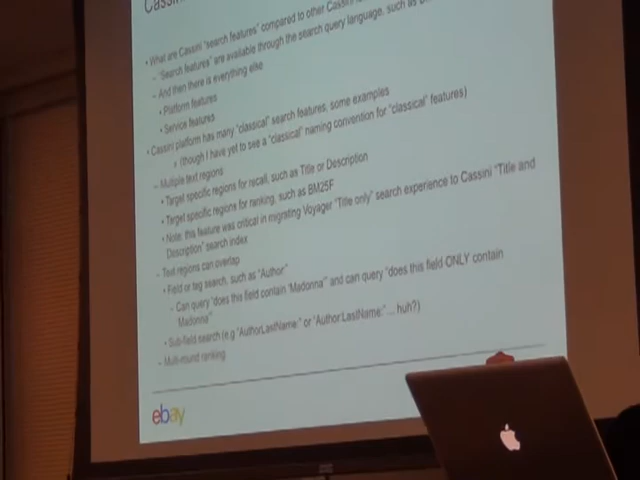 Cassini
• What are Cassini "search features" compared to other Cassini
– "Search features" are available through the search query language, such as
– And then there is everything else
• Platform features
• Service features
• Cassini platform has many "classical" search features, some examples
• (though I have yet to see a "classical" naming convention for "classical" features)
– Multiple text regions
• Target specific regions for recall, such as Title or Description
• Target specific regions for ranking, such as BM25F
• Note: this feature was critical in migrating Voyager "Title only" search experience to Cassini "Title and
Description" search index
– Text regions can overlap
• Field or tag search, such as "Author"
– Can query "does this field contain 'Madonna'" and can query "does this field ONLY contain
Madonna"
• Sub-field search (e.g "AuthorLastName:" or "Author:LastName:" ... huh?)
– Multi-round ranking
ebay